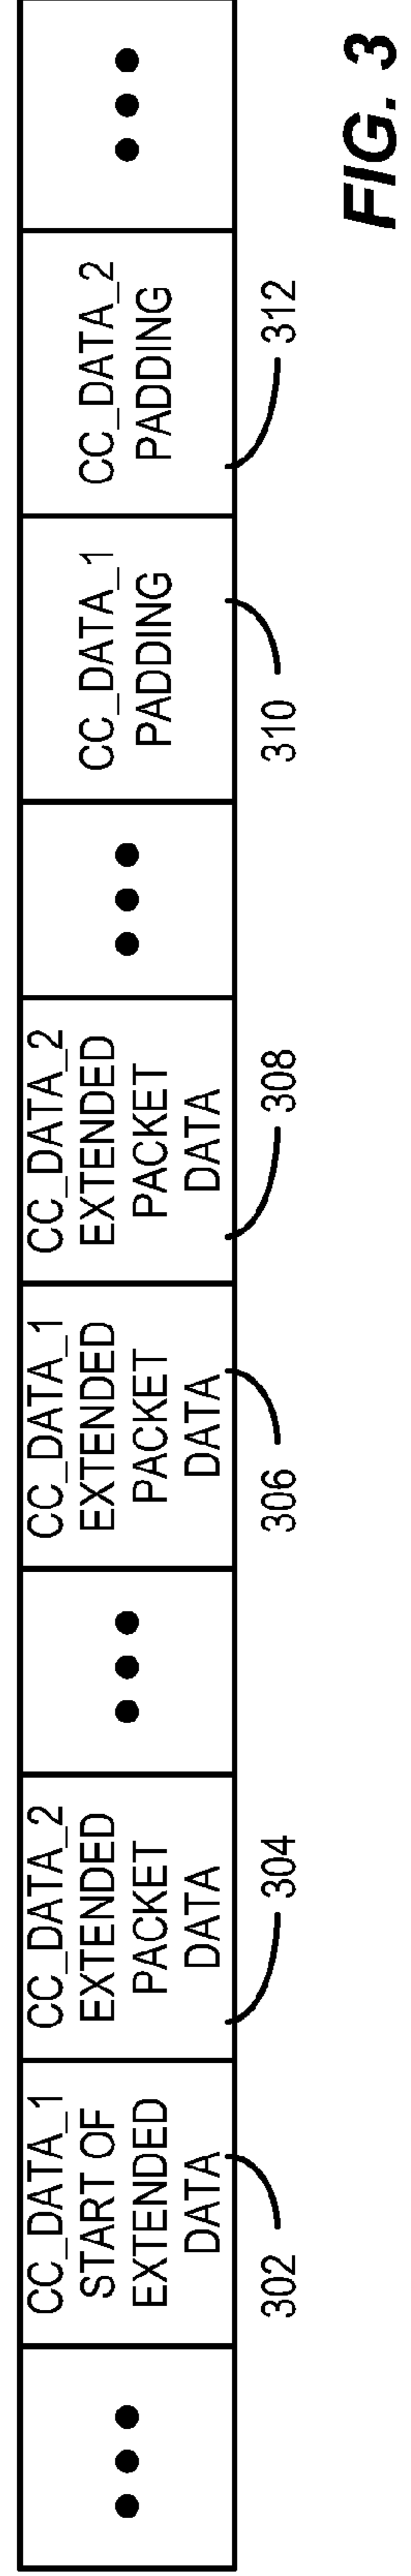 CC_DATA_1
START OF
EXTENDED
DATA
CC_DATA_2
EXTENDED
PACKET
DATA
CC_DATA_1
EXTENDED
PACKET
DATA
CC_DATA_2
EXTENDED
PACKET
DATA
CC_DATA_1
PADDING
CC_DATA_2
PADDING
302
304
306
308
310
312
FIG. 3